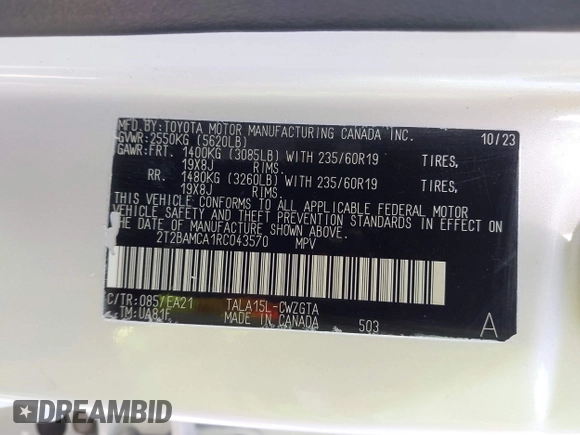 MFD.BY:TOYOTA MOTOR MANUFACTURING CANADA INC. 10/23
GVWR:2550KG (5620LB)
GAWR:FRT. 1400KG (3085LB) WITH 235/60R19 TIRES,
19X8J RIMS.
RR. 1480KG (3260LB) WITH 235/60R19 TIRES,
19X8J RIMS.
THIS VEHICLE CONFORMS TO ALL APPLICABLE FEDERAL MOTOR
VEHICLE SAFETY AND THEFT PREVENTION STANDARDS IN EFFECT ON
THE DATE OF MANUFACTURE SHOWN ABOVE.
2T2BAMCA1RC043570 MPV
C/TR:085/EA21 TALA15L-CWZGTA
TM:UA81F MADE IN CANADA 503 A
DREAMBID